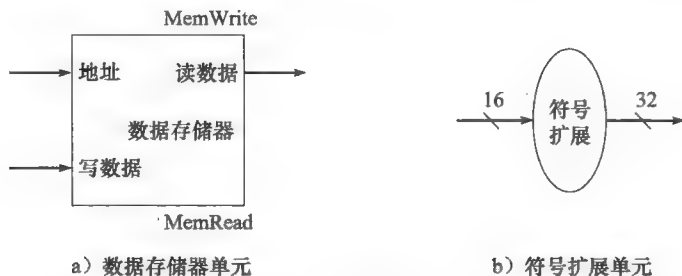 MemWrite
地址 读数据
数据存储器
写数据
MemRead
16 符号扩展 32
a）数据存储器单元
b）符号扩展单元